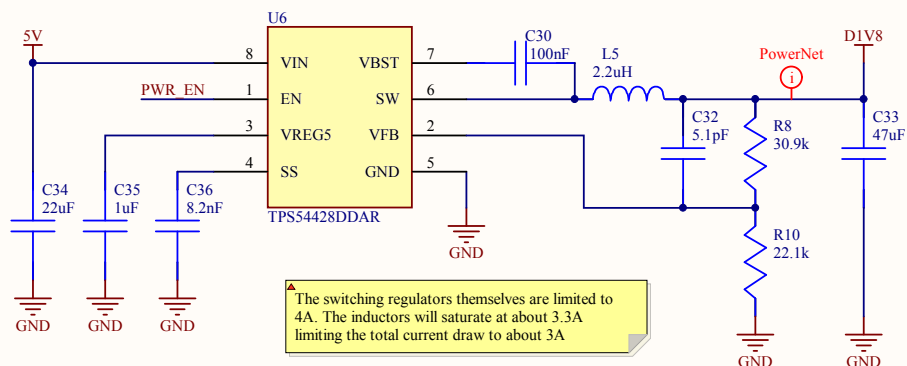 U6
5V
C30
100nF
L5
2.2uH
PowerNet
i
D1V8
8
VIN
VBST
7
PWR_EN
1
EN
SW
6
3
VREG5
VFB
2
4
SS
GND
5
C32
5.1pF
R8
30.9k
C33
47uF
C34
22uF
C35
1uF
C36
8.2nF
TPS54428DDAR
R10
22.1k
GND
The switching regulators themselves are limited to
4A. The inductors will saturate at about 3.3A
limiting the total current draw to about 3A
GND
GND
GND
GND
GND